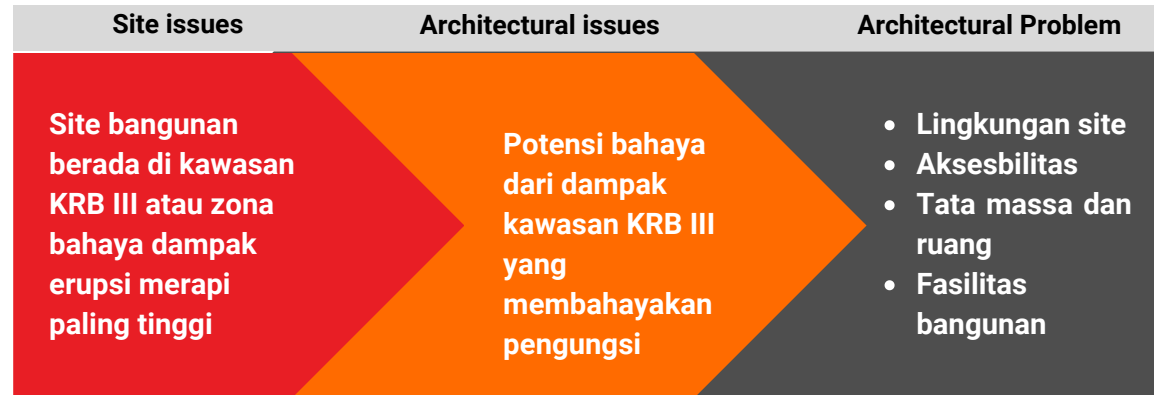 Site issues
Architectural issues
Architectural Problem
Site bangunan
berada di kawasan
KRB III atau zona
bahaya dampak
erupsi merapi
paling tinggi
Potensi bahaya
dari dampak
kawasan KRB III
yang
membahayakan
pengungsi
• Lingkungan site
• Aksesbilitas
• Tata massa dan
ruang
• Fasilitas
bangunan